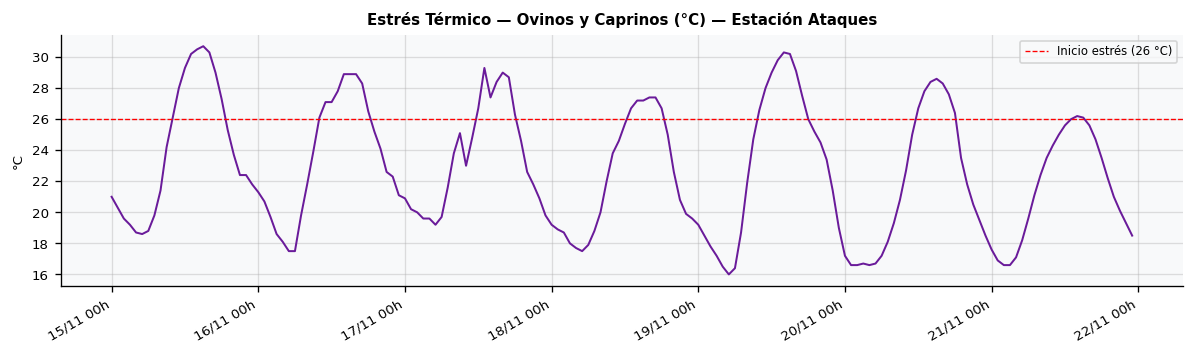 Estrés Térmico — Ovinos y Caprinos (°C) — Estación Ataques
Inicio estrés (26 °C)
°C
30
28
26
24
22
20
18
16
15/11 00h
16/11 00h
17/11 00h
18/11 00h
19/11 00h
20/11 00h
21/11 00h
22/11 00h